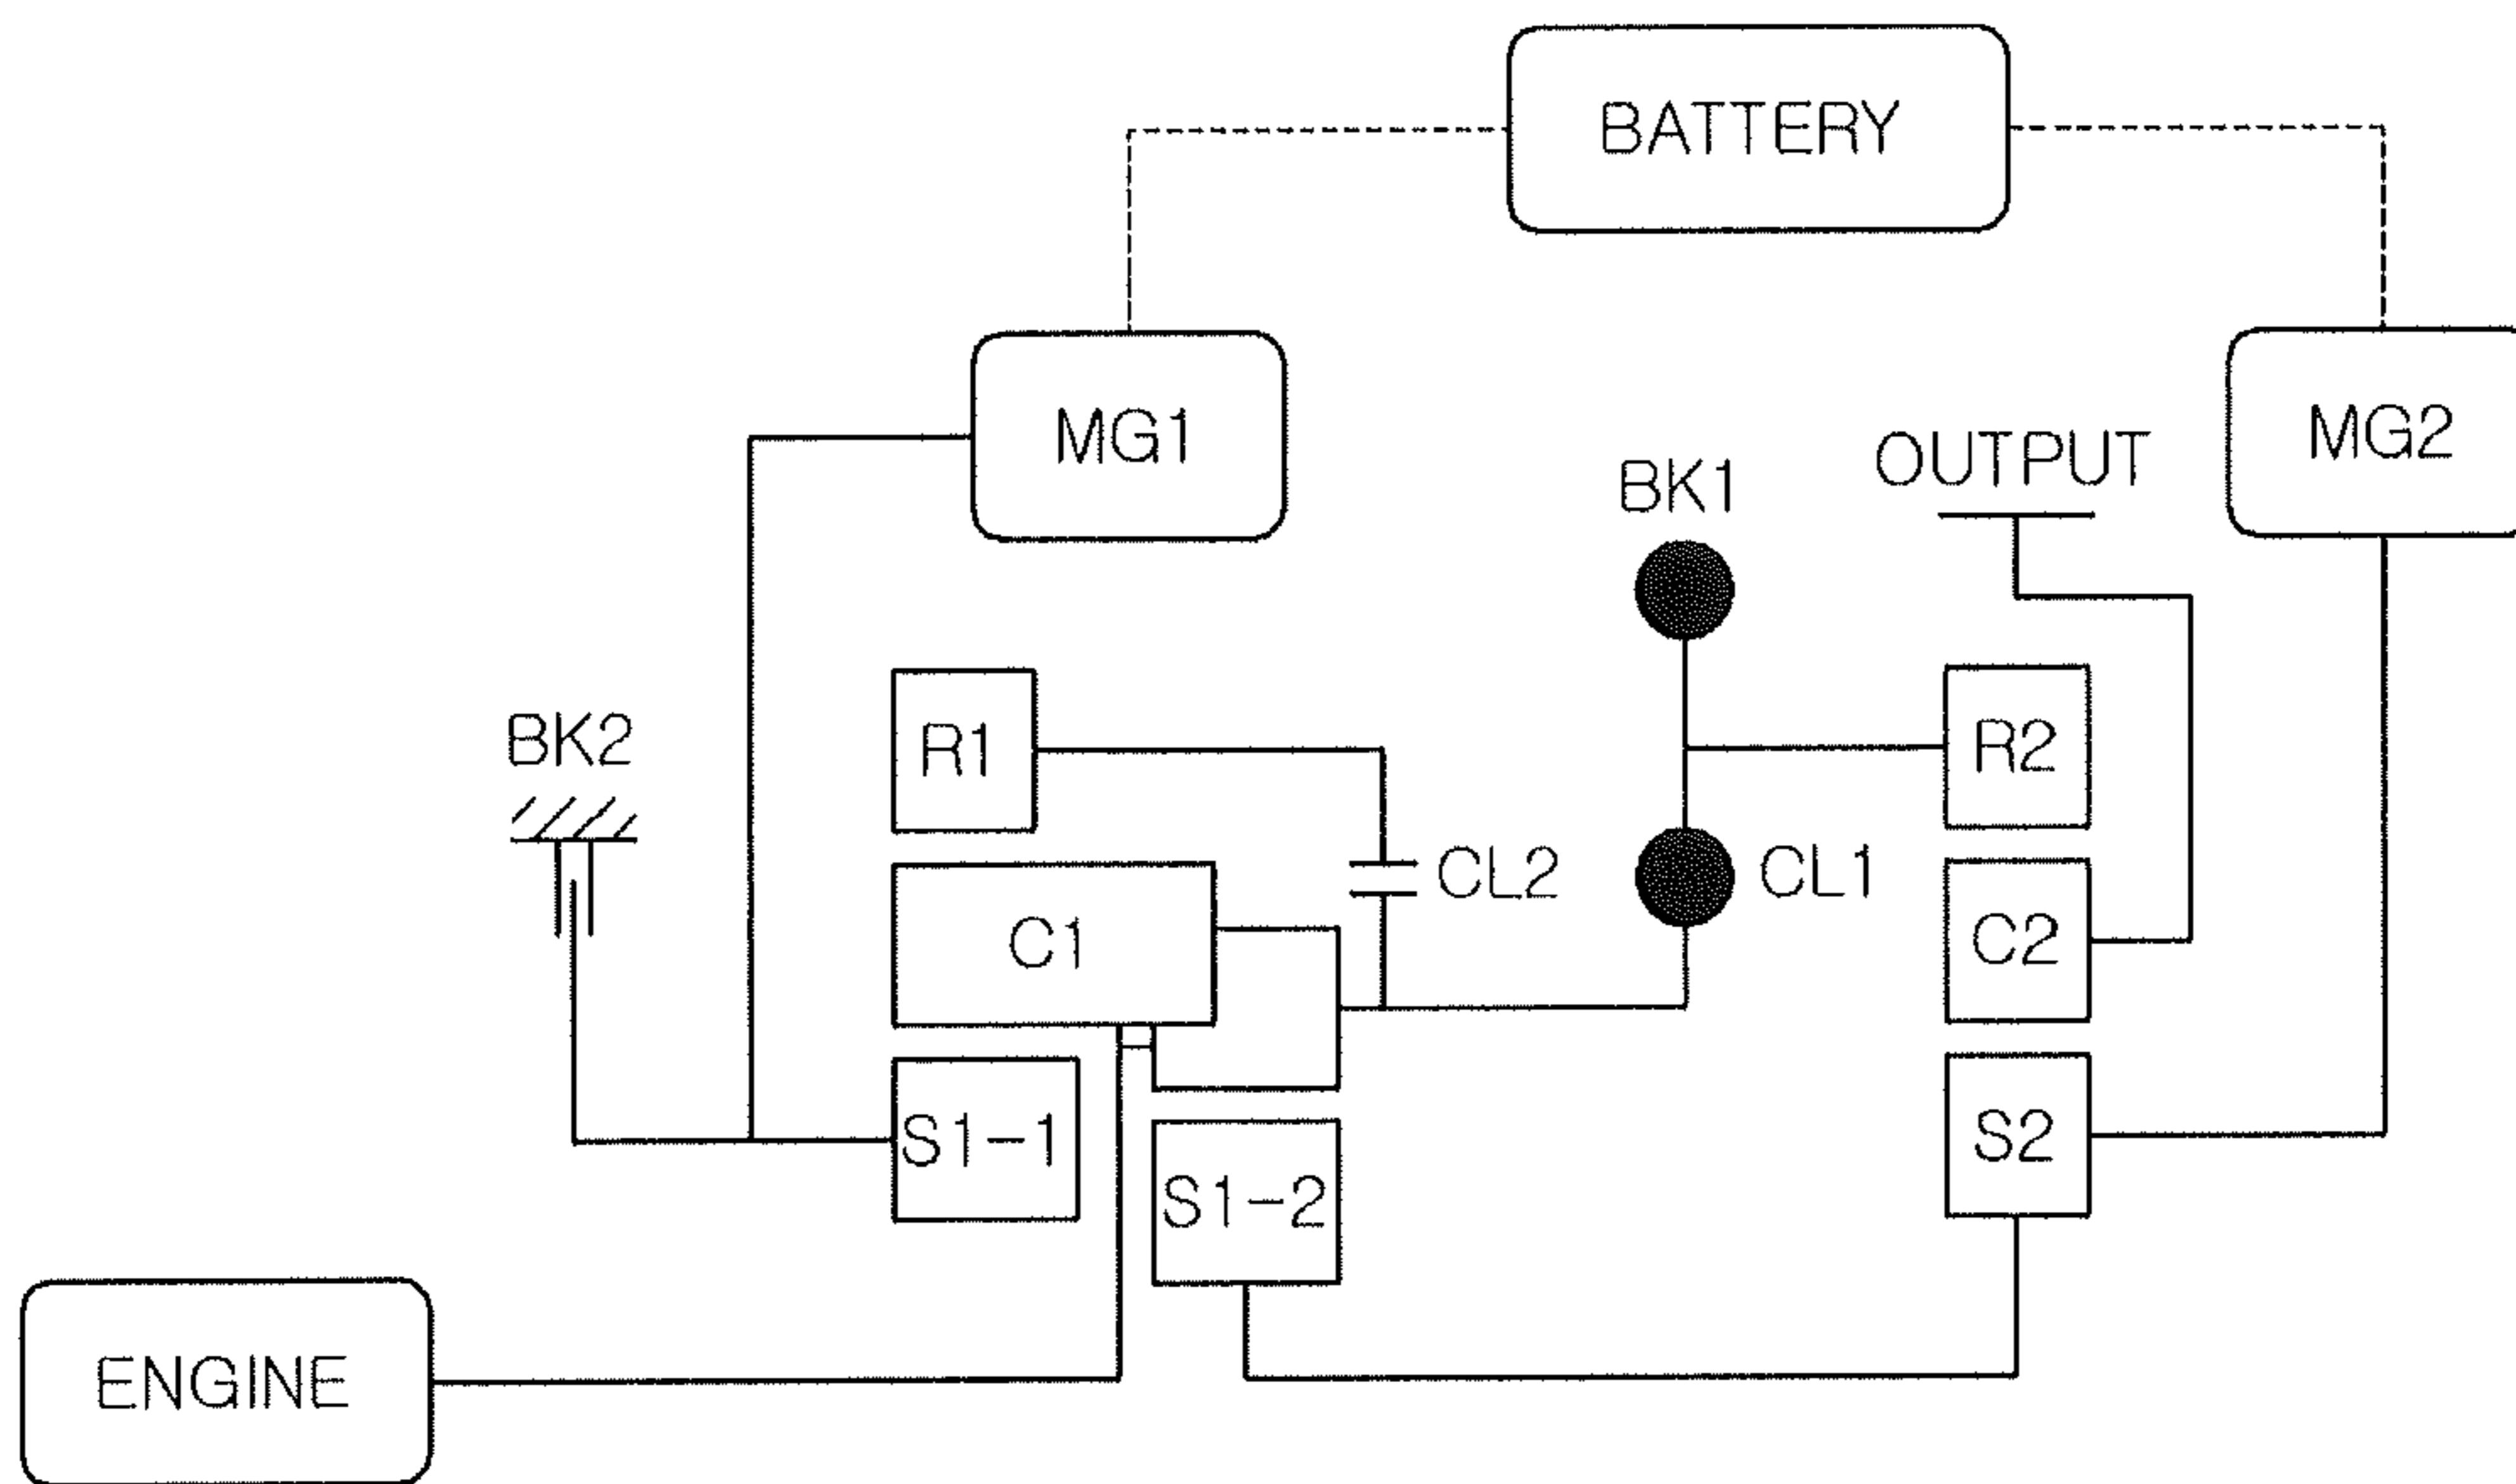 BATTERY
MG1
MG2
OUTPUT
BK1
BK2
R1
R2
CL2
CL1
C1
C2
S1-1
S2
S1-2
ENGINE